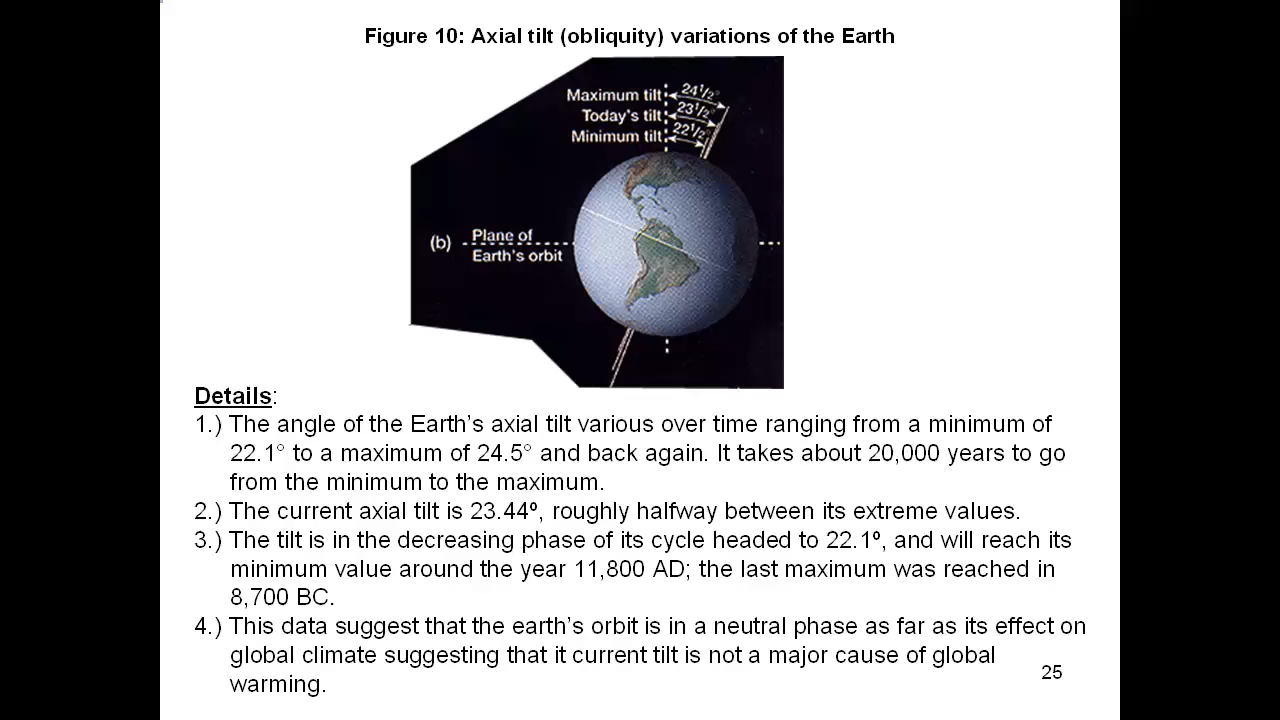 Figure 10: Axial tilt (obliquity) variations of the Earth
Maximum tilt 24½°
Today's tilt 23½°
Minimum tilt 22½°
(b) Plane of
Earth's orbit
Details:
1.) The angle of the Earth's axial tilt various over time ranging from a minimum of
22.1° to a maximum of 24.5° and back again. It takes about 20,000 years to go
from the minimum to the maximum.
2.) The current axial tilt is 23.44º, roughly halfway between its extreme values.
3.) The tilt is in the decreasing phase of its cycle headed to 22.1º, and will reach its
minimum value around the year 11,800 AD; the last maximum was reached in
8,700 BC.
4.) This data suggest that the earth's orbit is in a neutral phase as far as its effect on
global climate suggesting that it current tilt is not a major cause of global
warming.
25